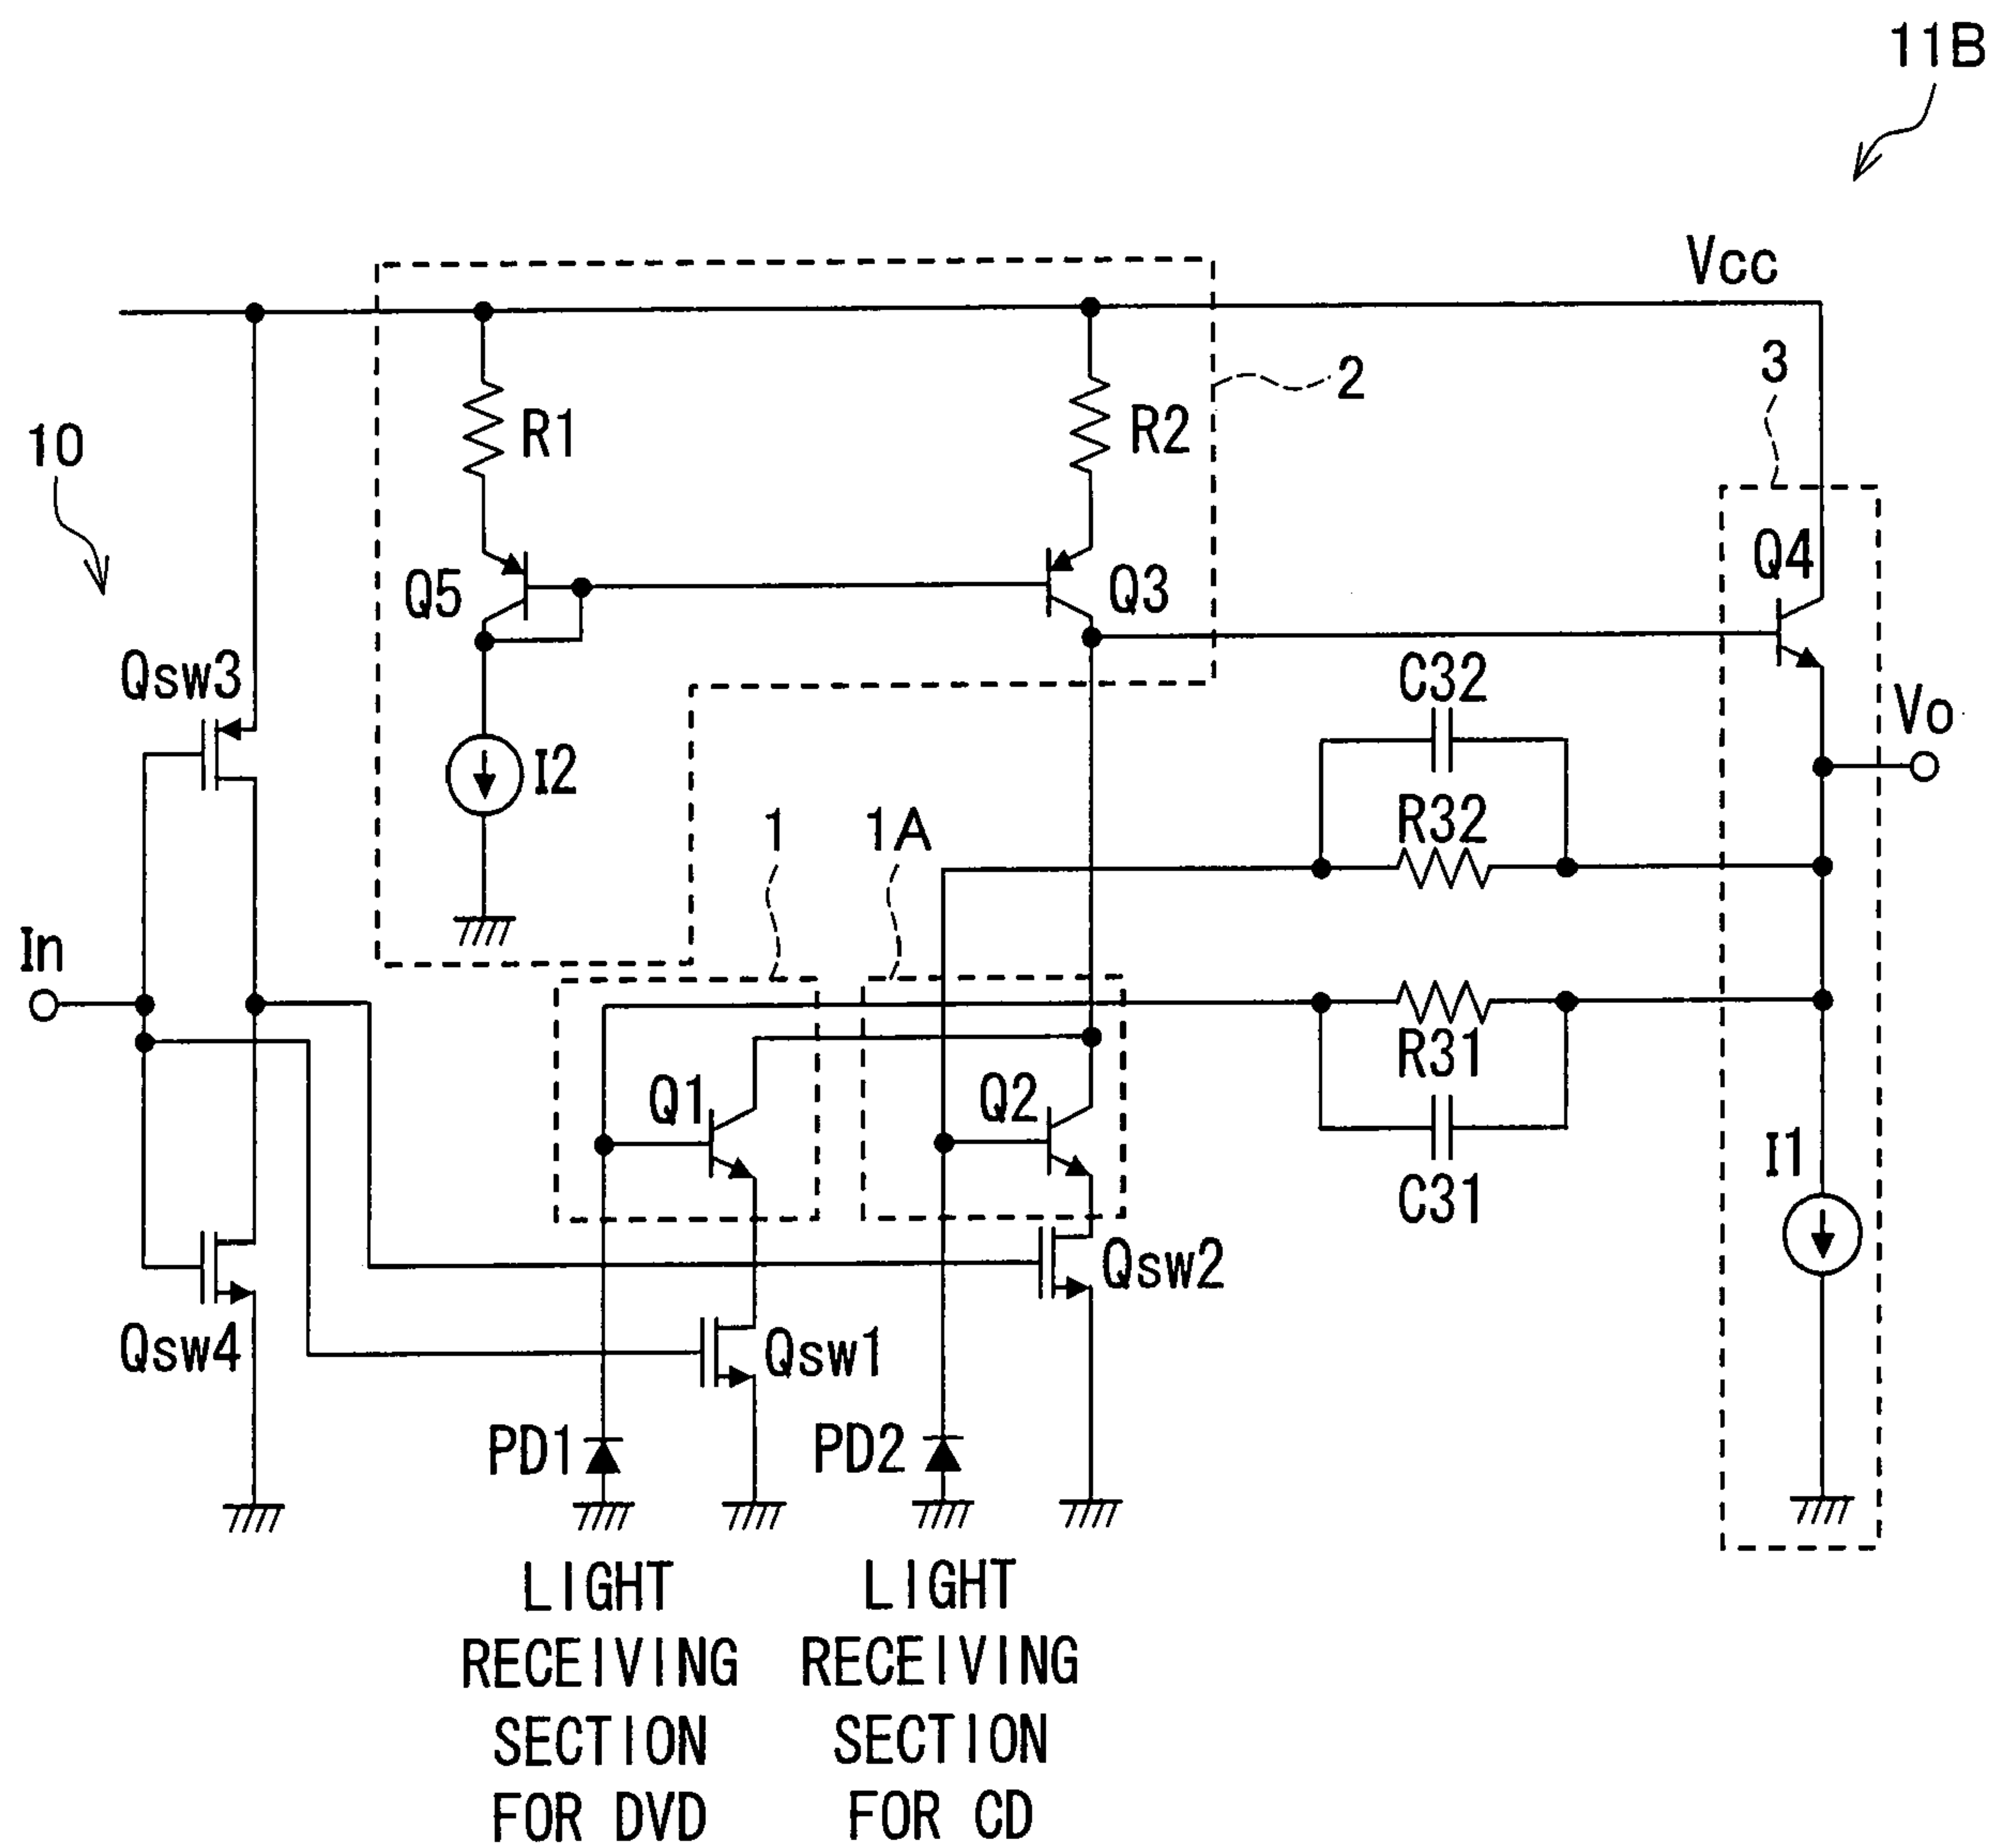 11B
Vcc
2
3
10
R1
R2
Q5
Q3
Q4
Qsw3
C32
Vo
I2
R32
1
1A
In
R31
Q1
Q2
C31
I1
Qsw2
Qsw4
Qsw1
PD1
PD2
LIGHT
RECEIVING
SECTION
FOR DVD
LIGHT
RECEIVING
SECTION
FOR CD